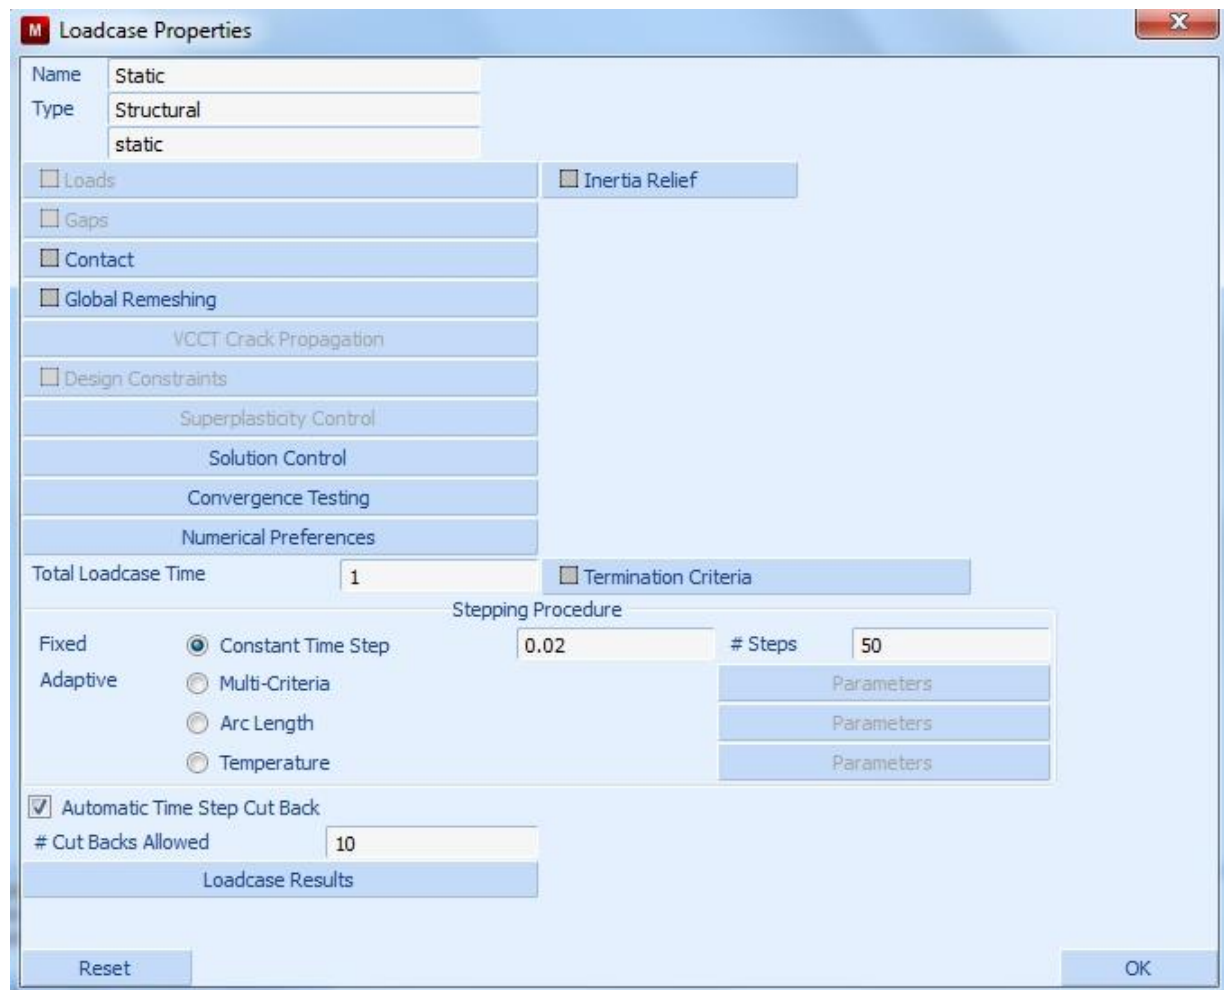 M Loadcase Properties X
Name Static
Type Structural
static
Loads Inertia Relief
Gaps
Contact
Global Remeshing
VCCT Crack Propagation
Design Constraints
Superplasticity Control
Solution Control
Convergence Testing
Numerical Preferences
Total Loadcase Time 1 Termination Criteria
Stepping Procedure
Fixed Constant Time Step 0.02 # Steps 50
Adaptive Multi-Criteria Parameters
Arc Length Parameters
Temperature Parameters
Automatic Time Step Cut Back
# Cut Backs Allowed 10
Loadcase Results
Reset OK